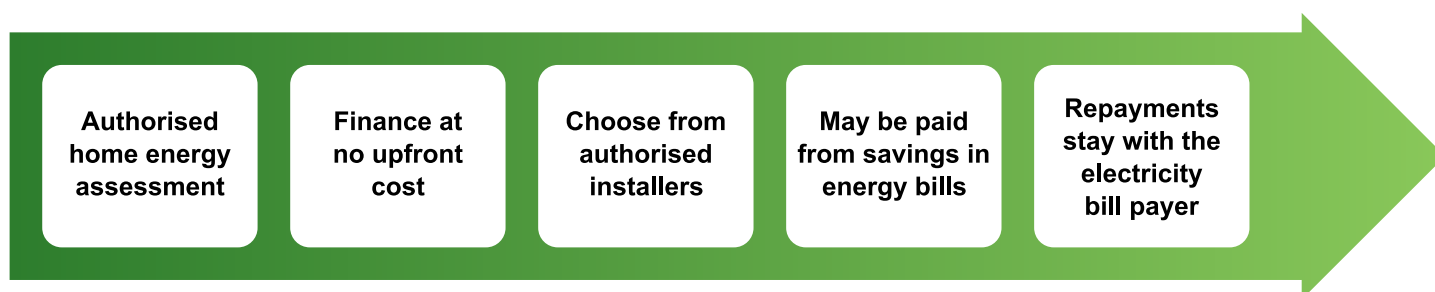 Authorised
home energy
assessment
Finance at
no upfront
cost
Choose from
authorised
installers
May be paid
from savings in
energy bills
Repayments
stay with the
electricity
bill payer